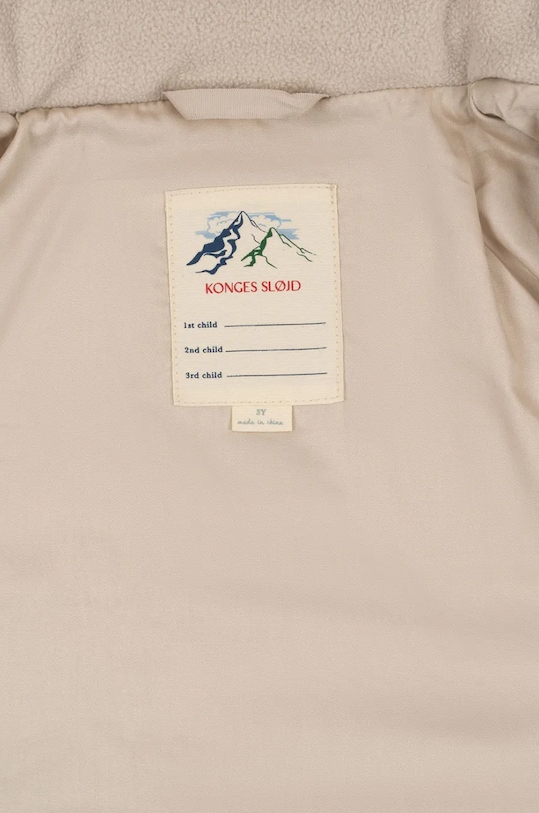 KONGES SLØJD
1st child
2nd child
3rd child
3Y
made in china